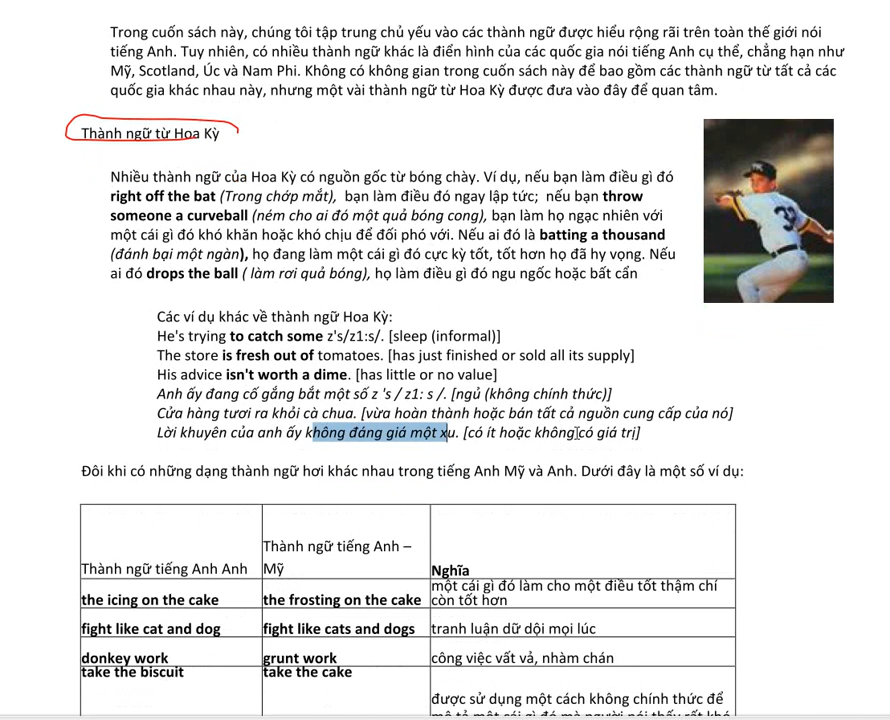 Trong cuốn sách này, chúng tôi tập trung chủ yếu vào các thành ngữ được hiểu rộng rãi trên toàn thế giới nói
tiếng Anh. Tuy nhiên, có nhiều thành ngữ khác là điển hình của các quốc gia nói tiếng Anh cụ thể, chẳng hạn như
Mỹ, Scotland, Úc và Nam Phi. Không có không gian trong cuốn sách này để bao gồm các thành ngữ từ tất cả các
quốc gia khác nhau này, nhưng một vài thành ngữ từ Hoa Kỳ được đưa vào đây để quan tâm.
Thành ngữ từ Hoa Kỳ
Nhiều thành ngữ của Hoa Kỳ có nguồn gốc từ bóng chày. Ví dụ, nếu bạn làm điều gì đó
right off the bat (Trong chớp mắt), bạn làm điều đó ngay lập tức; nếu bạn throw
someone a curveball (ném cho ai đó một quả bóng cong), bạn làm họ ngạc nhiên với
một cái gì đó khó khăn hoặc khó chịu để đối phó với. Nếu ai đó là batting a thousand
(đánh bại một ngàn), họ đang làm một cái gì đó cực kỳ tốt, tốt hơn họ đã hy vọng. Nếu
ai đó drops the ball ( làm rơi quả bóng), họ làm điều gì đó ngu ngốc hoặc bất cẩn
Các ví dụ khác về thành ngữ Hoa Kỳ:
He's trying to catch some z's/z1:s/. [sleep (informal)]
The store is fresh out of tomatoes. [has just finished or sold all its supply]
His advice isn't worth a dime. [has little or no value]
Anh ấy đang cố gắng bắt một số z 's / z1: s /. [ngủ (không chính thức)]
Cửa hàng tươi ra khỏi cà chua. [vừa hoàn thành hoặc bán tất cả nguồn cung cấp của nó]
Lời khuyên của anh ấy không đáng giá một xu. [có ít hoặc không có giá trị]
Đôi khi có những dạng thành ngữ hơi khác nhau trong tiếng Anh Mỹ và Anh. Dưới đây là một số ví dụ:
Thành ngữ tiếng Anh Anh
Thành ngữ tiếng Anh –
Mỹ
Nghĩa
the icing on the cake
the frosting on the cake
một cái gì đó làm cho một điều tốt thậm chí
còn tốt hơn
fight like cat and dog
fight like cats and dogs
tranh luận dữ dội mọi lúc
donkey work
grunt work
công việc vất vả, nhàm chán
take the biscuit
take the cake
được sử dụng một cách không chính thức để